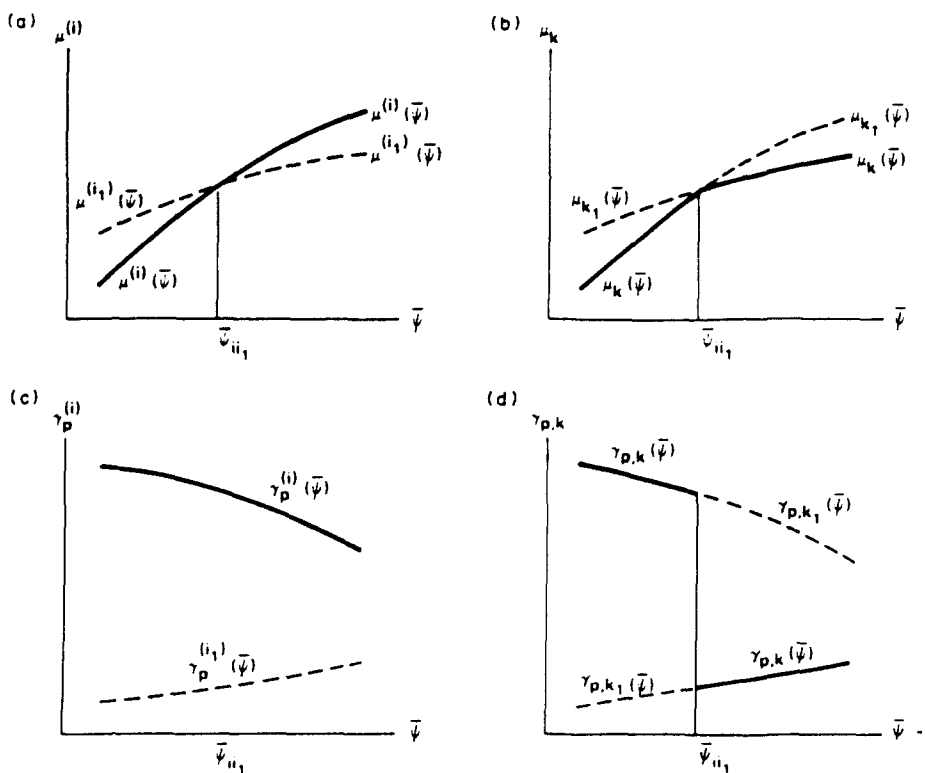 (a)
μ^(i)
μ^(i) (ψ̄)
μ^(i₁) (ψ̄)
μ^(i₁) (ψ̄)
μ^(i) (ψ̄)
ψ̄
ψ̄_ii₁
(b)
μ_k
μ_k₁ (ψ̄)
μ_k (ψ̄)
μ_k₁ (ψ̄)
μ_k (ψ̄)
ψ̄
ψ̄_ii₁
(c)
γ_p^(i)
γ_p^(i) (ψ̄)
γ_p^(i₁) (ψ̄)
ψ̄
ψ̄_ii₁
(d)
γ_p,k
γ_p,k (ψ̄)
γ_p,k₁ (ψ̄)
γ_p,k₁ (ψ̄)
γ_p,k (ψ̄)
ψ̄
ψ̄_ii₁